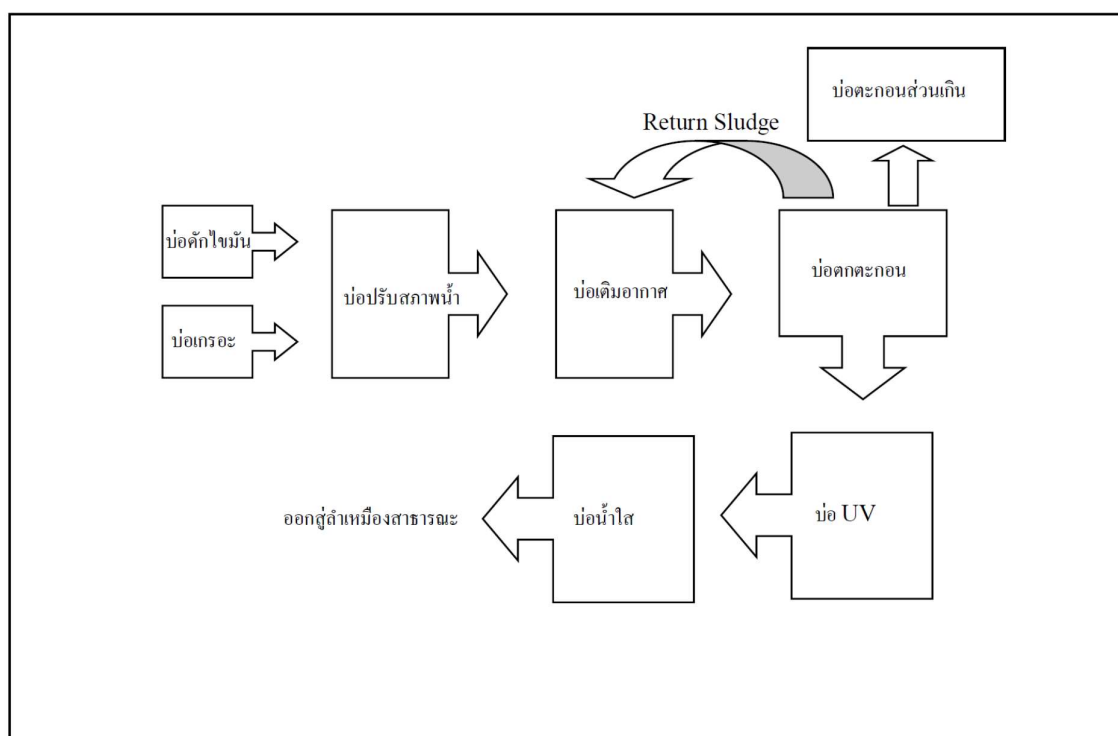 บ่อตะกอนส่วนเกิน
Return Sludge
บ่อดักไขมัน
บ่อปรับสภาพน้ำ
บ่อเติมอากาศ
บ่อตกตะกอน
บ่อเกรอะ
ออกสู่ลำเหมืองสาธารณะ
บ่อน้ำใส
บ่อ UV